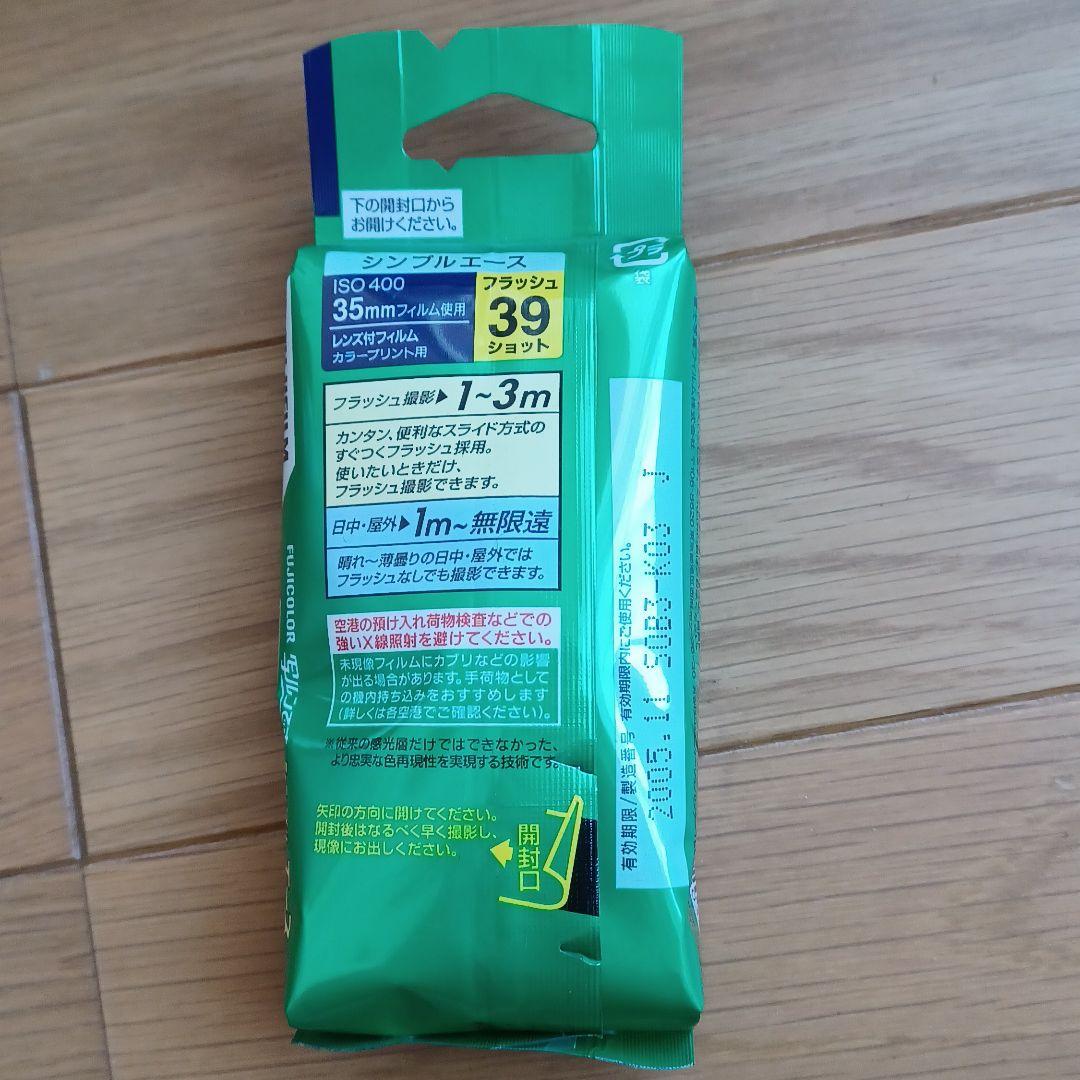 下の開封口から
お開けください。
シンプルエース
ISO 400
35mmフィルム使用
レンズ付フィルム
カラープリント用
フラッシュ
39
ショット
フラッシュ撮影▶1~3m
カンタン、便利なスライド方式の
すぐつくフラッシュ採用。
使いたいときだけ、
フラッシュ撮影できます。
日中・屋外▶1m~無限遠
晴れ~薄曇りの日中・屋外では
フラッシュなしでも撮影できます。
空港の預け入れ荷物検査などでの
強いX線照射を避けてください。
未現像フィルムにカブリなどの影響
が出る場合があります。手荷物として
の機内持ち込みをおすすめします
(詳しくは各空港でご確認ください)。
※従来の感光層だけではできなかった、
より忠実な色再現性を実現する技術です。
矢印の方向に開けてください。
開封後はなるべく早く撮影し、
現像にお出しください。
開封口
プラ
袋
有効期限/製造番号 有効期限内にご使用ください。
2005.11 S083-K03 J
FUJICOLOR 写ルンです